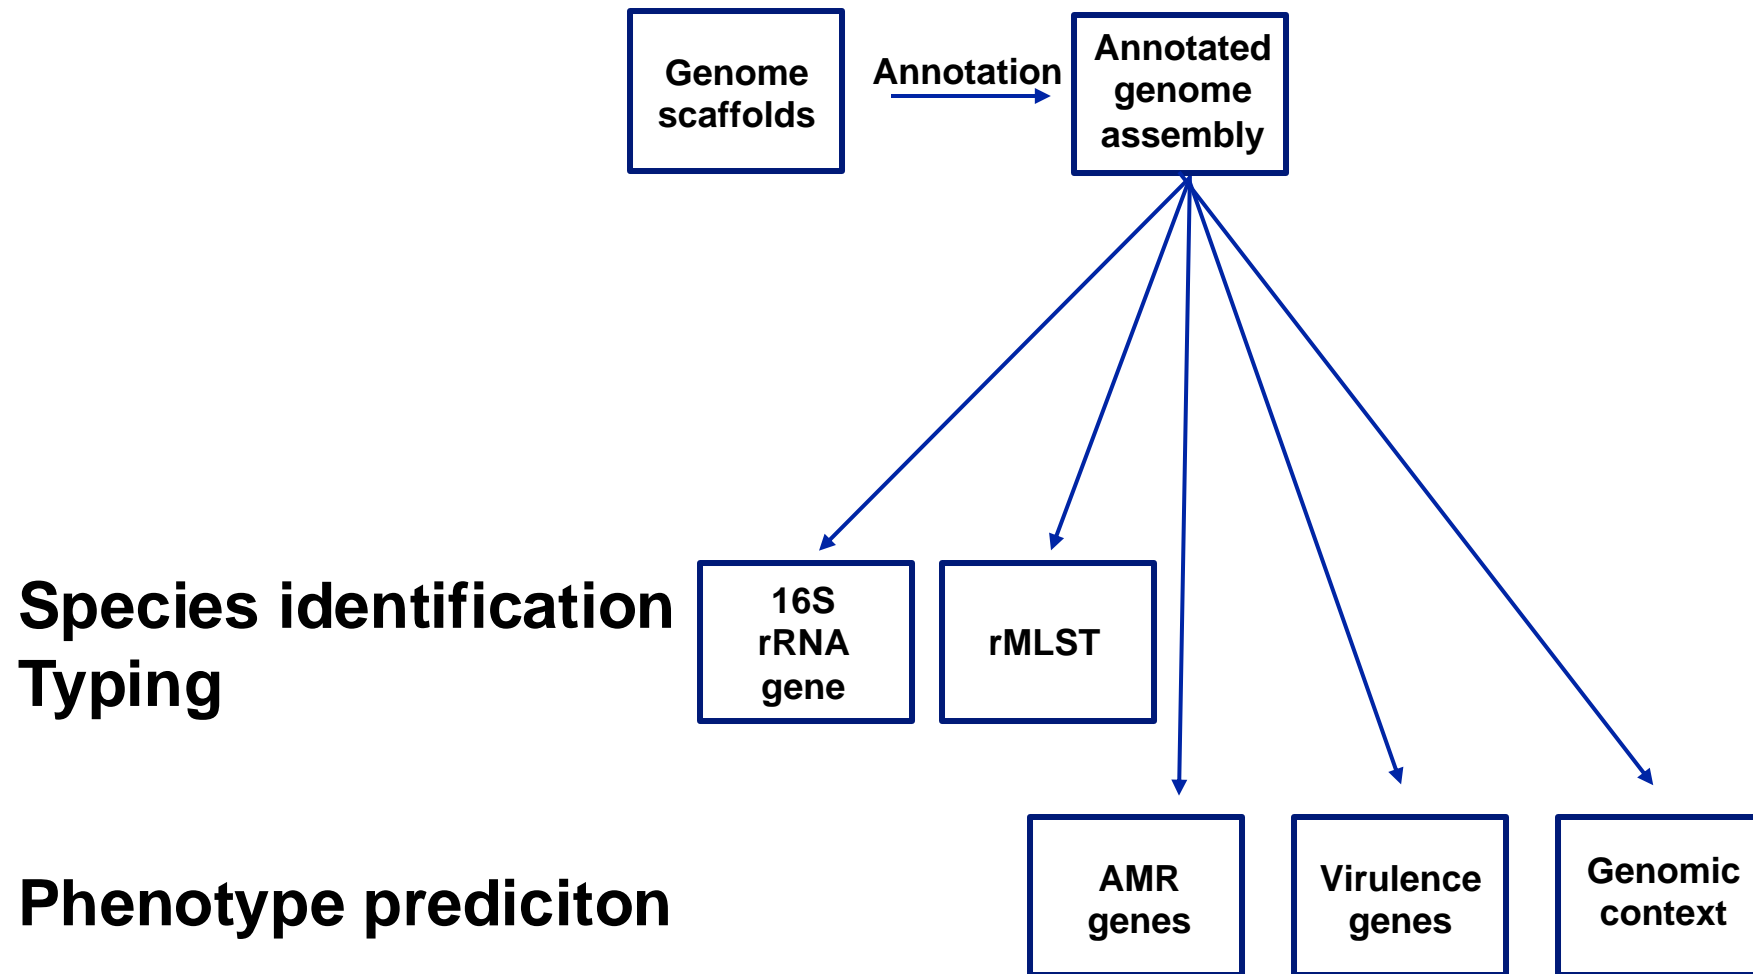 Genome
scaffolds
Annotation
Annotated
genome
assembly
Species identification
Typing
16S
rRNA
gene
rMLST
Phenotype prediciton
AMR
genes
Virulence
genes
Genomic
context